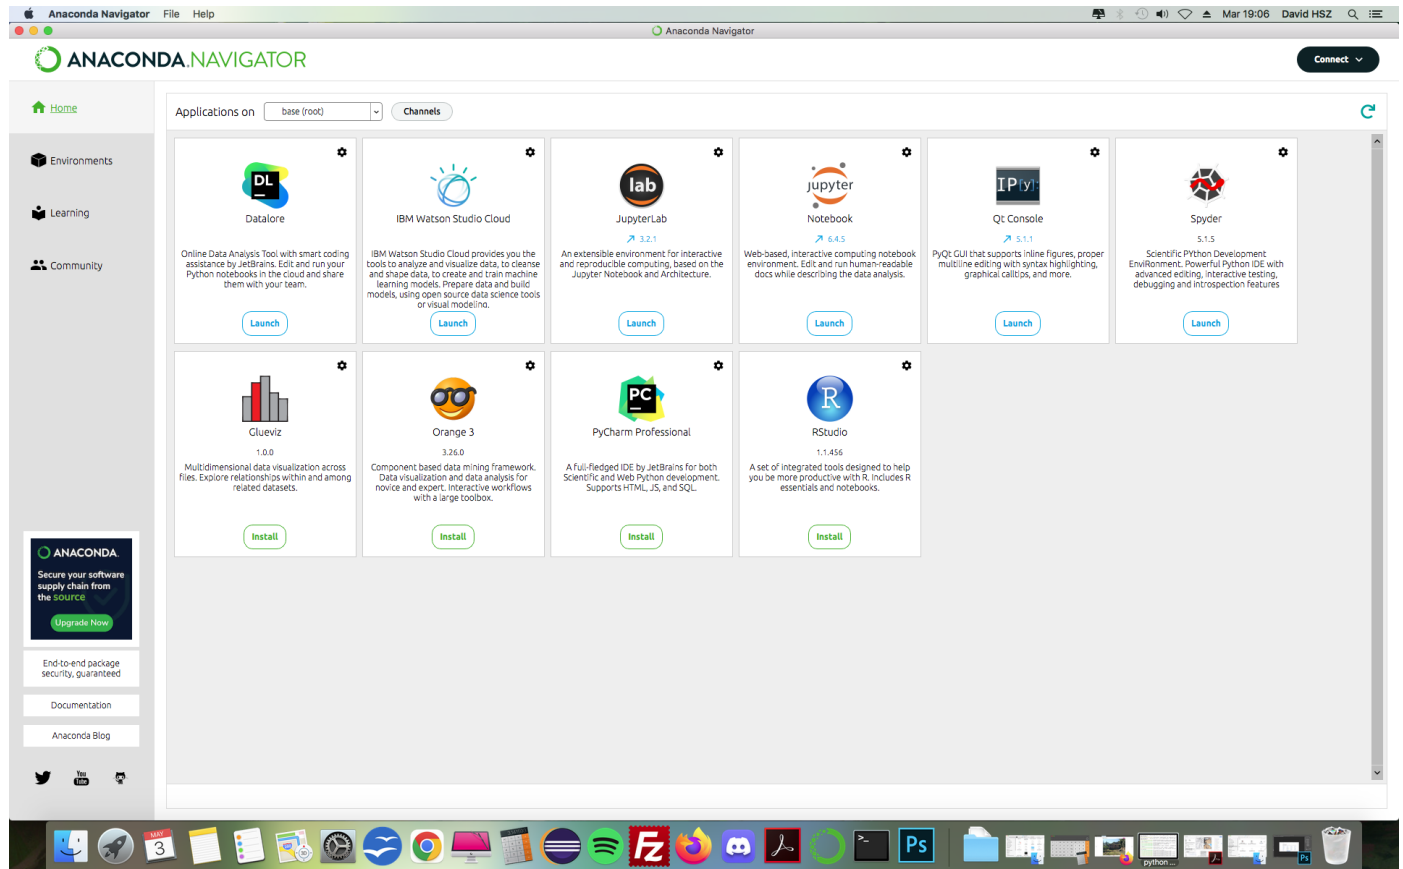 Anaconda Navigator File Help
Mar 19:06 David HSZ
Anaconda Navigator
ANACONDA.NAVIGATOR
Connect
Home
Environments
Learning
Community
Applications on base (root) Channels
DL
Datalore
Online Data Analysis Tool with smart coding
assistance by JetBrains. Edit and run your
Python notebooks in the cloud and share
them with your team.
Launch
IBM Watson Studio Cloud
IBM Watson Studio Cloud provides you the
tools to analyze and visualize data, to cleanse
and shape data, to create and train machine
learning models. Prepare data and build
models, using open source data science tools
or visual modeling.
Launch
lab
JupyterLab
3.2.1
An extensible environment for interactive
and reproducible computing, based on the
Jupyter Notebook and Architecture.
Launch
jupyter
Notebook
6.4.5
Web-based, interactive computing notebook
environment. Edit and run human-readable
docs while describing the data analysis.
Launch
IP[y]:
Qt Console
5.1.1
PyQt GUI that supports inline figures, proper
multiline editing with syntax highlighting,
graphical calltips, and more.
Launch
Spyder
5.1.5
Scientific PYthon Development
EnviRonment. Powerful Python IDE with
advanced editing, interactive testing,
debugging and introspection features
Launch
Glueviz
1.0.0
Multidimensional data visualization across
files. Explore relationships within and among
related datasets.
Install
Orange 3
3.26.0
Component based data mining framework.
Data visualization and data analysis for
novice and expert. Interactive workflows
with a large toolbox.
Install
PC
PyCharm Professional
A full-fledged IDE by JetBrains for both
Scientific and Web Python development.
Supports HTML, JS, and SQL.
Install
R
RStudio
1.1.456
A set of integrated tools designed to help
you be more productive with R. Includes R
essentials and notebooks.
Install
ANACONDA.
Secure your software
supply chain from
the source
Upgrade Now
End-to-end package
security, guaranteed
Documentation
Anaconda Blog
You
Tube
MAY
3
Fz
Ps
python ...
Ps